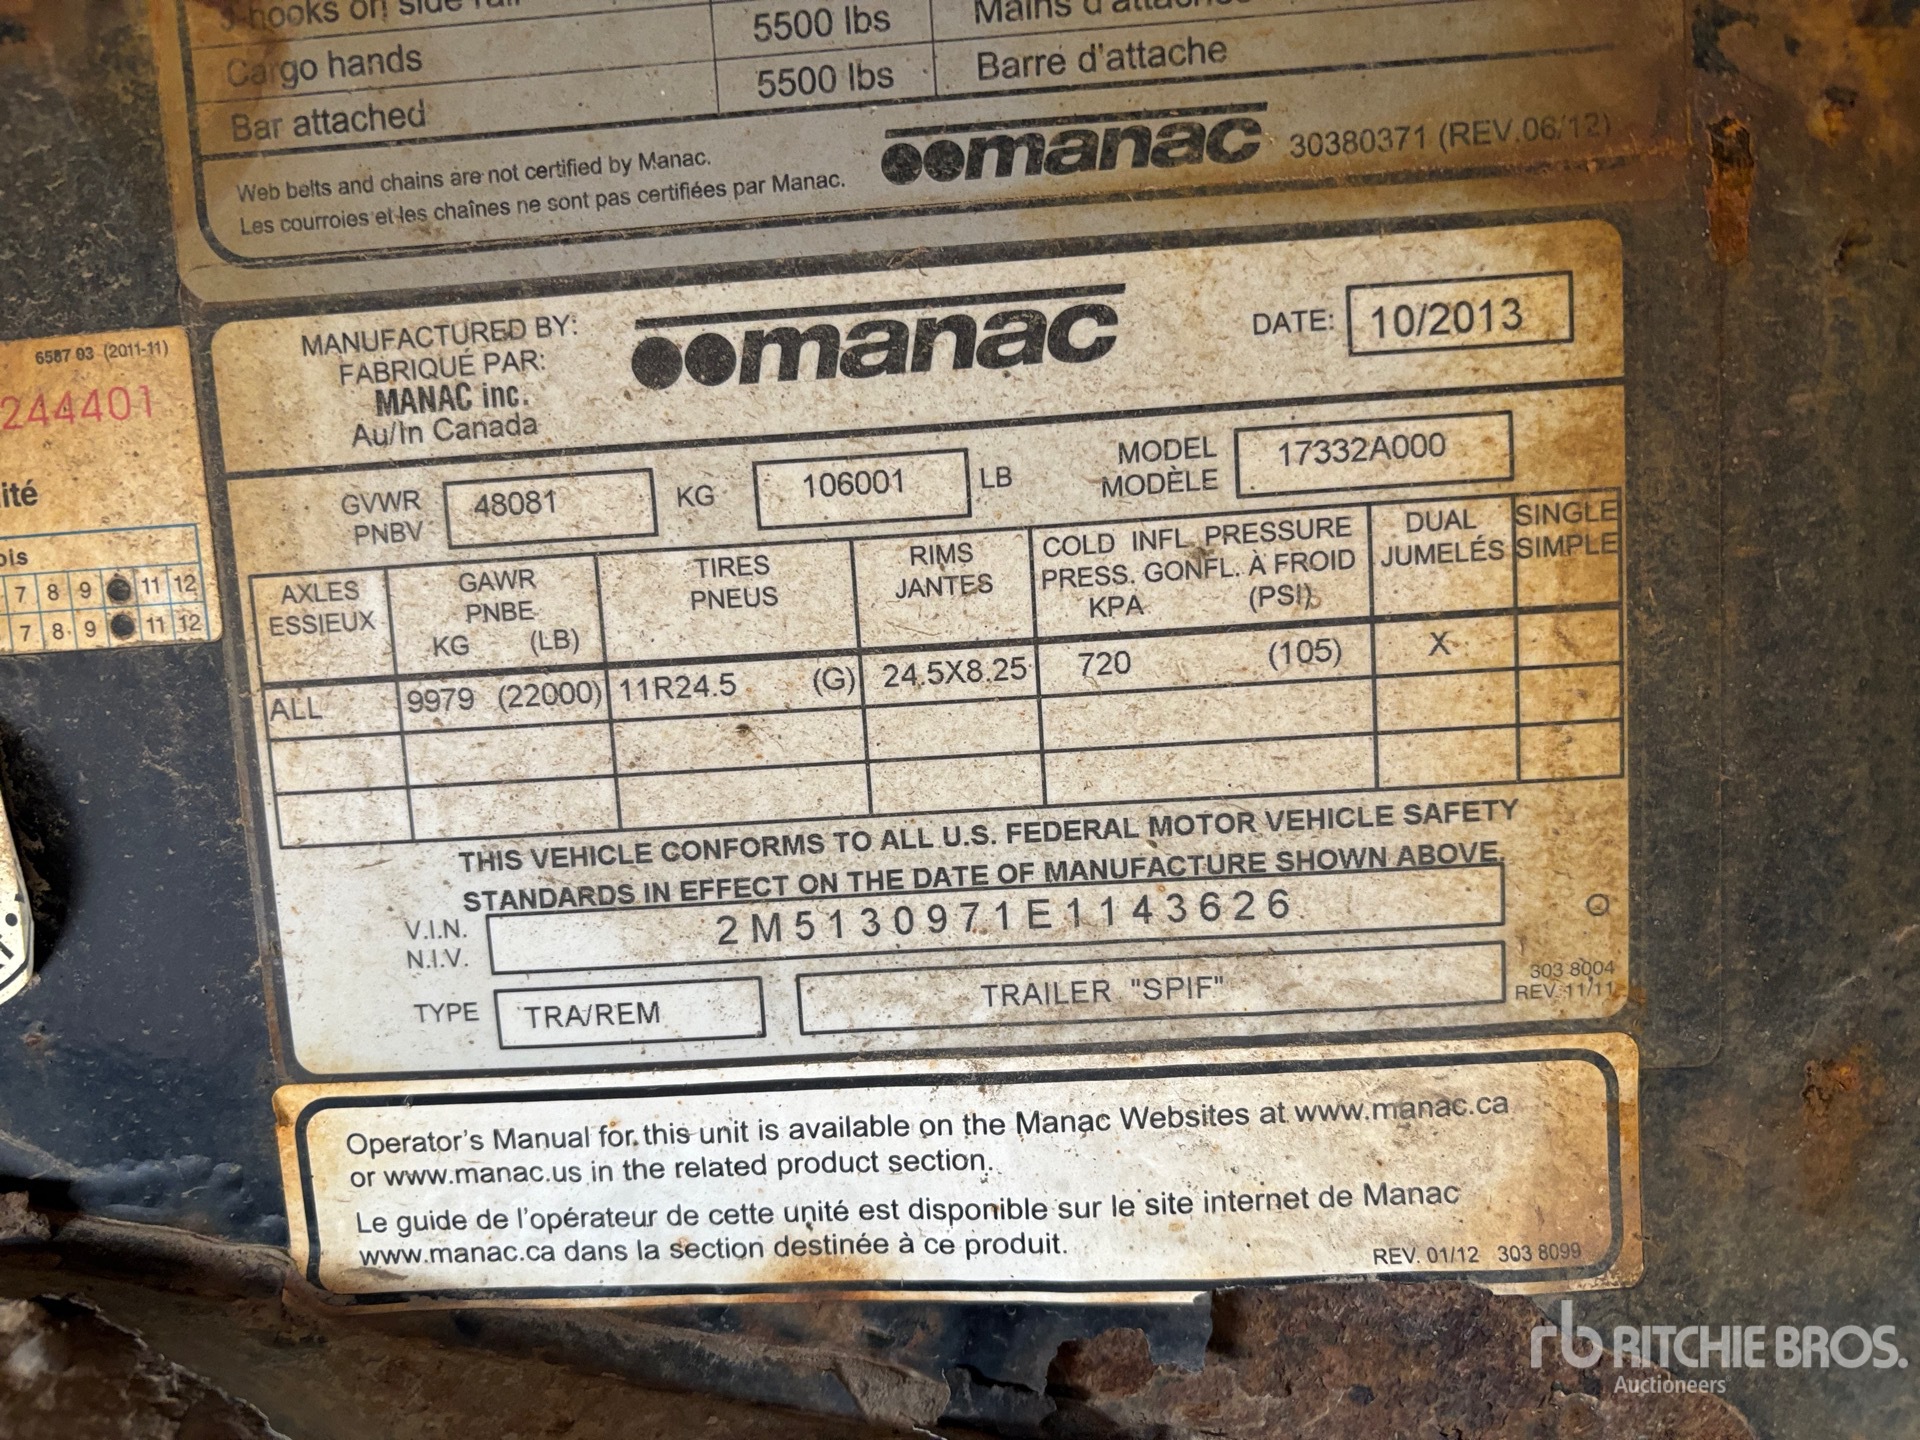 J-hooks on side rail
5500 lbs
Mains d'attache
Cargo hands
5500 lbs
Barre d'attache
Bar attached
Web belts and chains are not certified by Manac.
Les courroies et les chaînes ne sont pas certifiées par Manac.
manac
30380371 (REV.06/12)
6587 03 (2011-11)
244401
ité
ois
7 8 9 11 12
7 8 9 11 12
MANUFACTURED BY:
FABRIQUÉ PAR:
MANAC inc.
Au/In Canada
manac
DATE: 10/2013
GVWR
PNBV
48081 KG 106001 LB
MODEL
MODÈLE
17332A000
AXLES
ESSIEUX
GAWR
PNBE
KG (LB)
TIRES
PNEUS
RIMS
JANTES
COLD INFL. PRESSURE
PRESS. GONFL. À FROID
KPA (PSI)
DUAL
JUMELÉS
SINGLE
SIMPLE
ALL 9979 (22000) 11R24.5 (G) 24.5X8.25 720 (105) X
THIS VEHICLE CONFORMS TO ALL U.S. FEDERAL MOTOR VEHICLE SAFETY
STANDARDS IN EFFECT ON THE DATE OF MANUFACTURE SHOWN ABOVE.
V.I.N.
N.I.V.
2M5130971E1143626
TYPE TRA/REM TRAILER "SPIF"
303 8004
REV. 11/11
Operator's Manual for this unit is available on the Manac Websites at www.manac.ca
or www.manac.us in the related product section.
Le guide de l'opérateur de cette unité est disponible sur le site internet de Manac
www.manac.ca dans la section destinée à ce produit.
REV. 01/12 303 8099
rb RITCHIE BROS.
Auctioneers